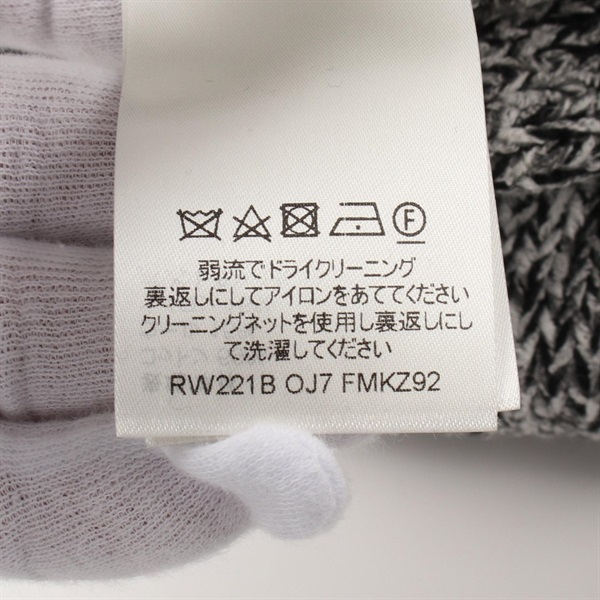 F
弱流でドライクリーニング
裏返しにしてアイロンをあててください
クリーニングネットを使用し裏返しにし
て洗濯してください
RW221B OJ7 FMKZ92